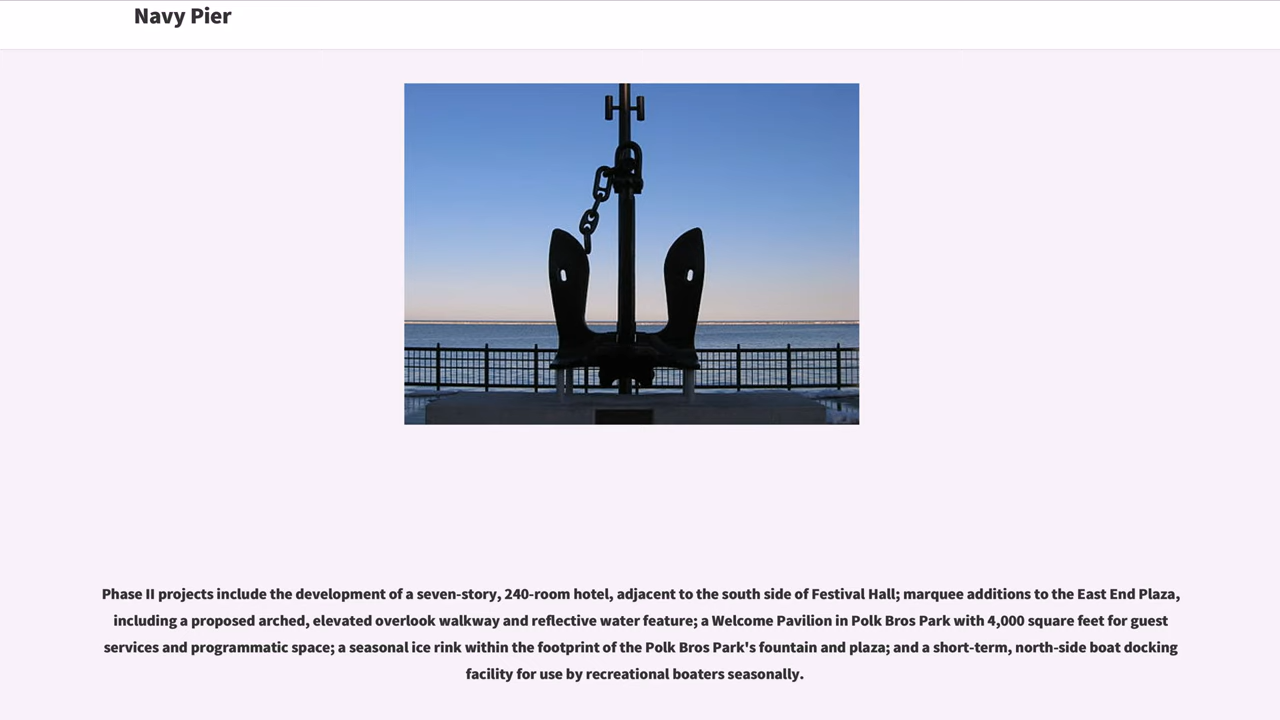 Navy Pier
Phase II projects include the development of a seven-story, 240-room hotel, adjacent to the south side of Festival Hall; marquee additions to the East End Plaza,
including a proposed arched, elevated overlook walkway and reflective water feature; a Welcome Pavilion in Polk Bros Park with 4,000 square feet for guest
services and programmatic space; a seasonal ice rink within the footprint of the Polk Bros Park's fountain and plaza; and a short-term, north-side boat docking
facility for use by recreational boaters seasonally.